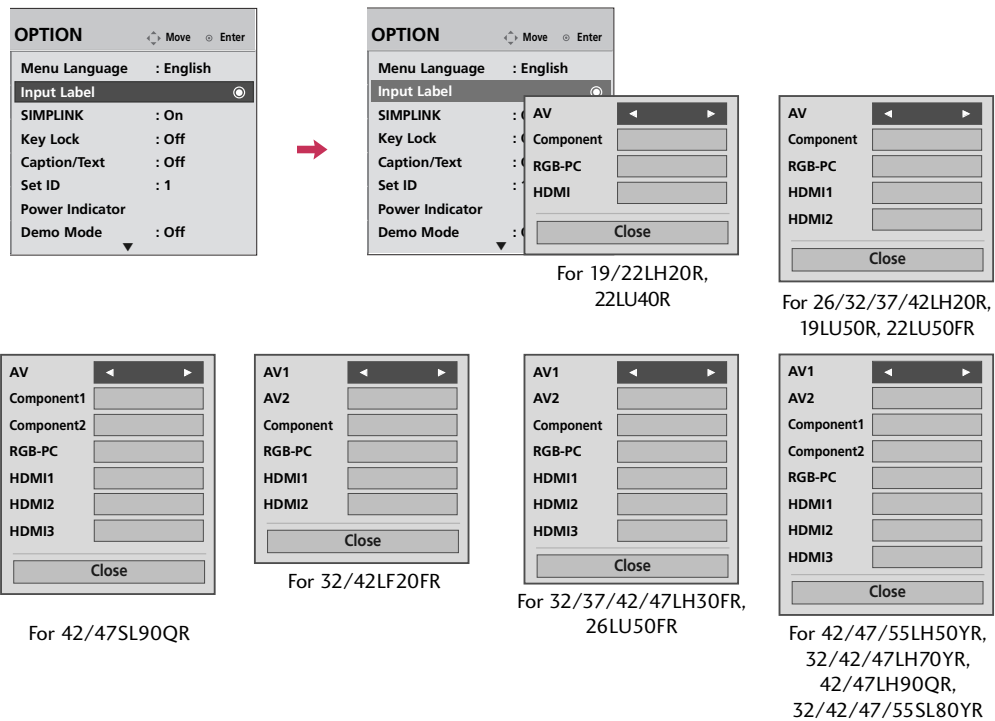 OPTION Move Enter
Menu Language : English
Input Label
SIMPLINK : On
Key Lock : Off
Caption/Text : Off
Set ID : 1
Power Indicator
Demo Mode : Off
OPTION Move Enter
Menu Language : English
Input Label
SIMPLINK :
Key Lock :
Caption/Text :
Set ID :
Power Indicator
Demo Mode :
AV
Component
RGB-PC
HDMI
Close
For 19/22LH20R,
22LU40R
AV
Component
RGB-PC
HDMI1
HDMI2
Close
For 26/32/37/42LH20R,
19LU50R, 22LU50FR
AV
Component1
Component2
RGB-PC
HDMI1
HDMI2
HDMI3
Close
For 42/47SL90QR
AV1
AV2
Component
RGB-PC
HDMI1
HDMI2
Close
For 32/42LF20FR
AV1
AV2
Component
RGB-PC
HDMI1
HDMI2
HDMI3
Close
For 32/37/42/47LH30FR,
26LU50FR
AV1
AV2
Component1
Component2
RGB-PC
HDMI1
HDMI2
HDMI3
Close
For 42/47/55LH50YR,
32/42/47LH70YR,
42/47LH90QR,
32/42/47/55SL80YR